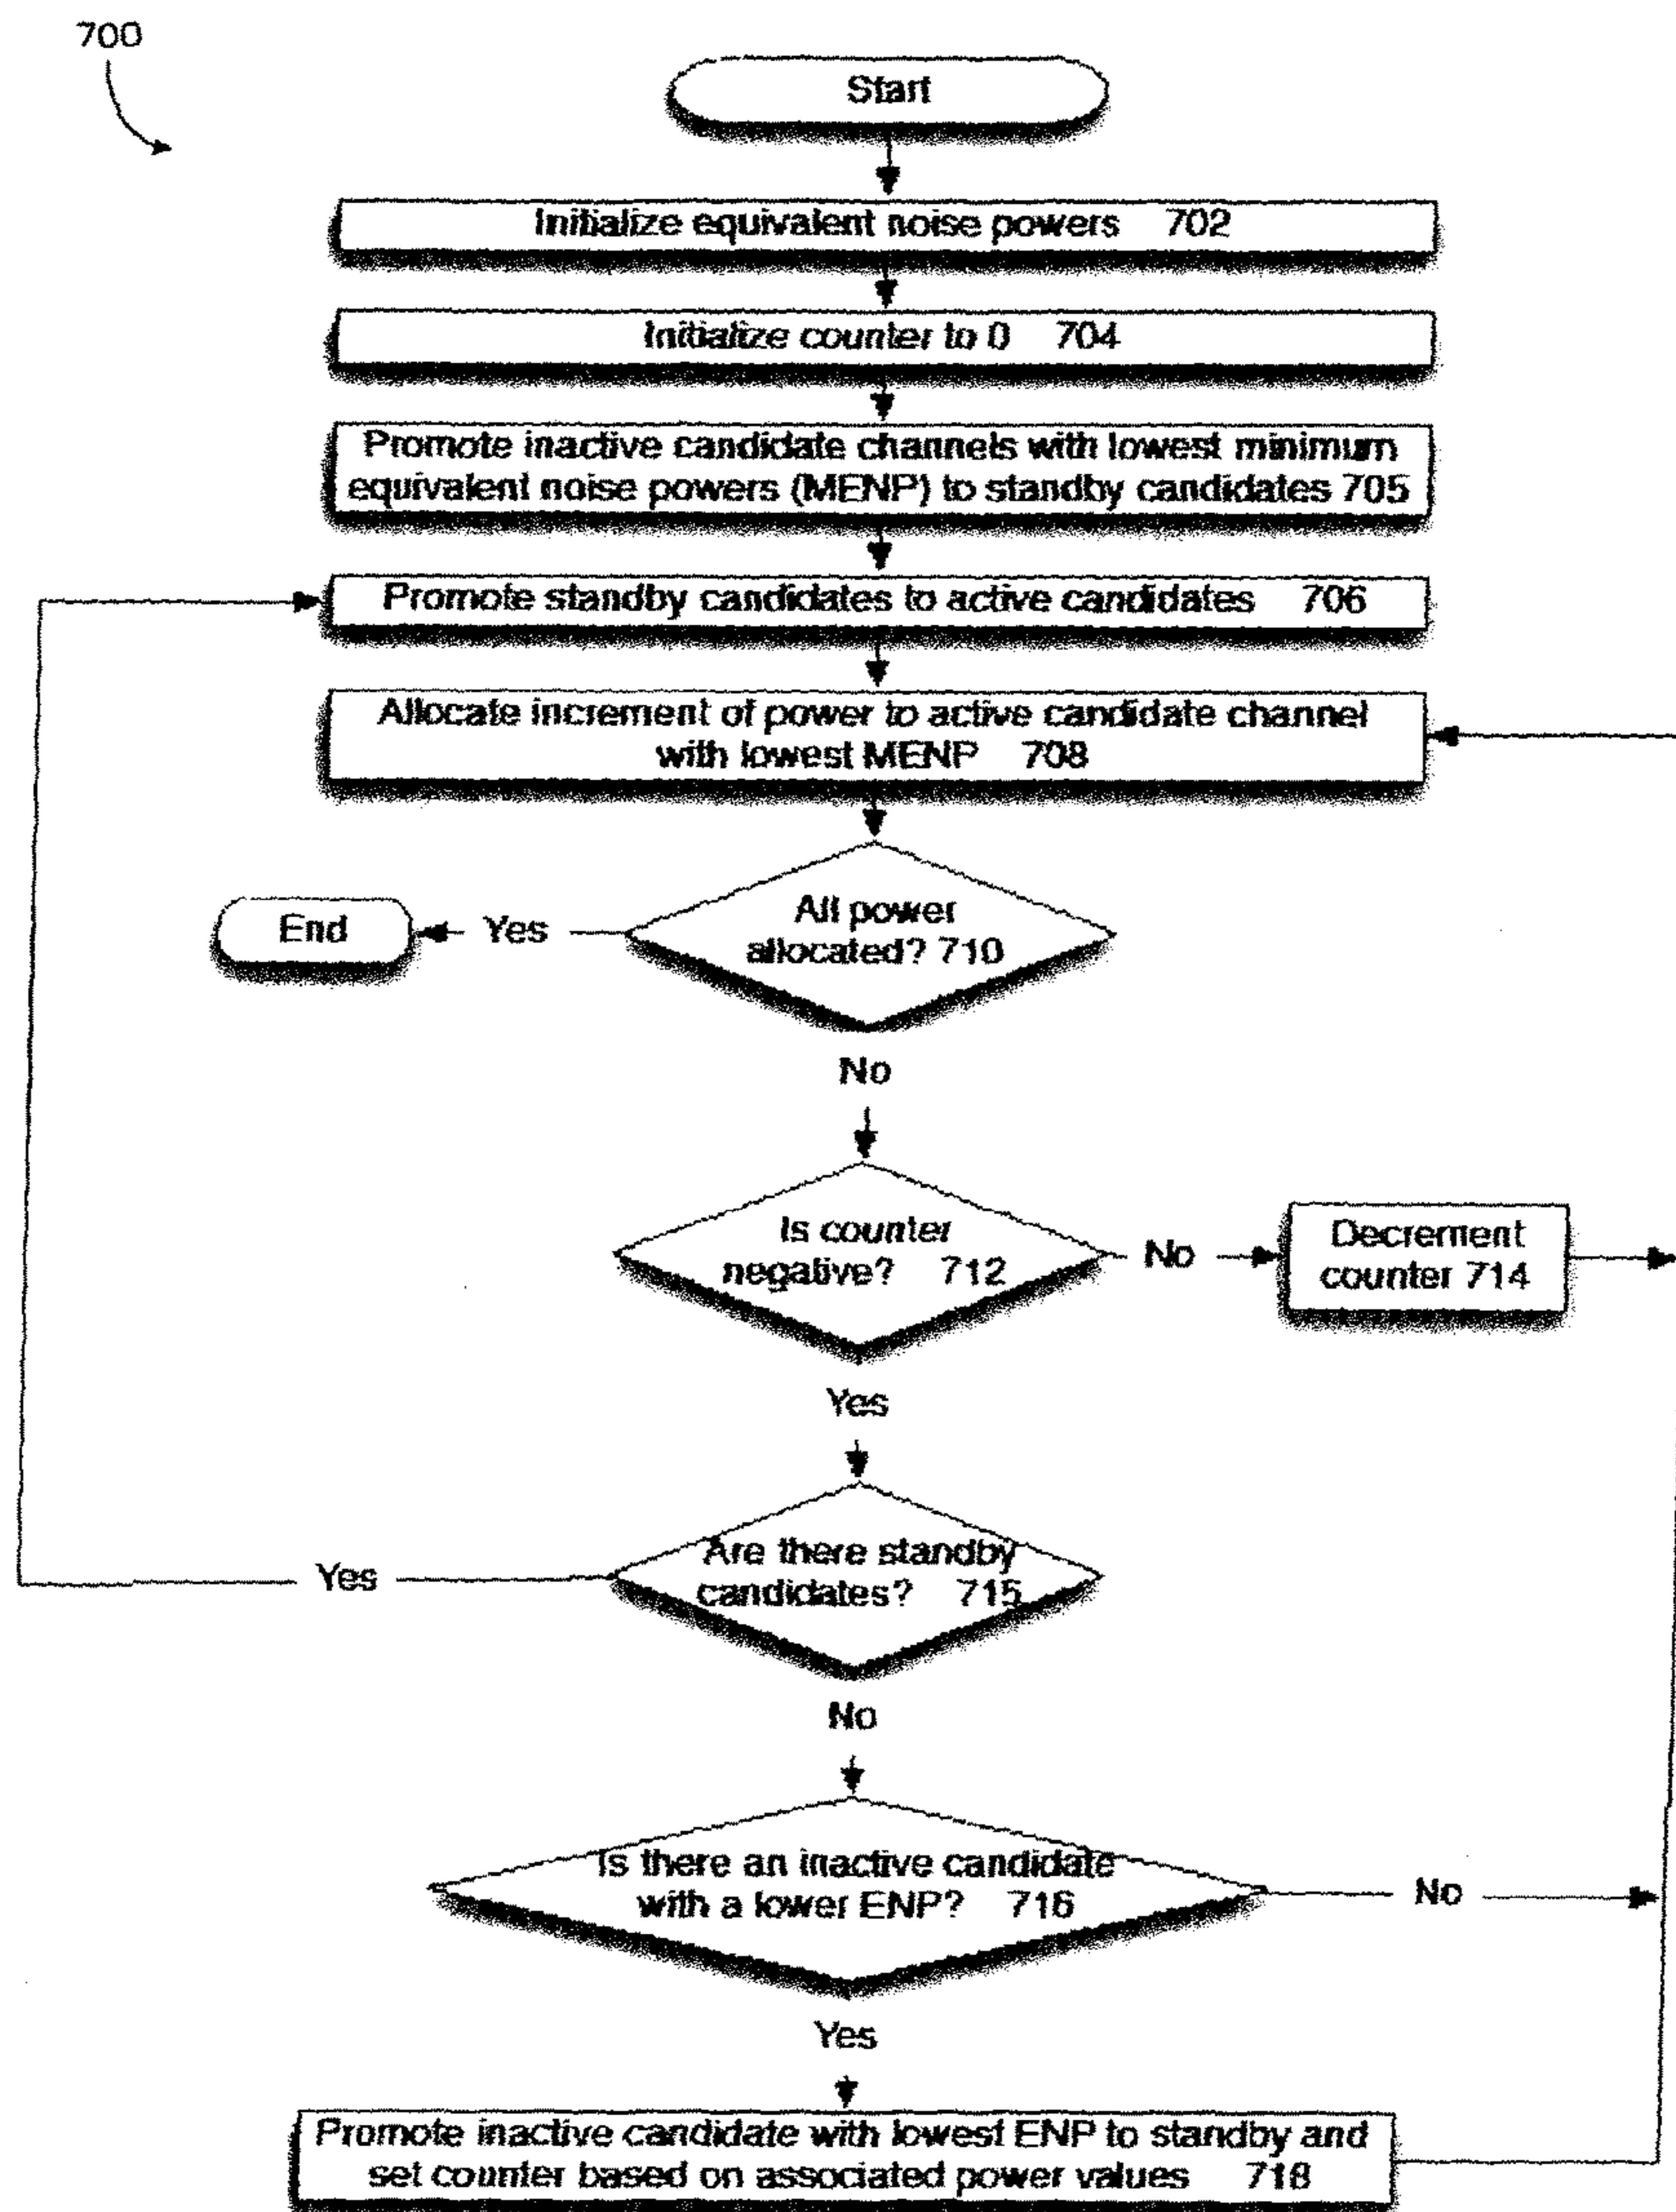 700
Start
Initialize equivalent noise powers 702
Initialize counter to 0 704
Promote inactive candidate channels with lowest minimum
equivalent noise powers (MENP) to standby candidates 705
Promote standby candidates to active candidates 706
Allocate increment of power to active candidate channel
with lowest MENP 708
All power
allocated? 710
Yes
End
No
Is counter
negative? 712
No
Decrement
counter 714
Yes
Are there standby
candidates? 715
Yes
No
Is there an inactive candidate
with a lower ENP? 716
No
Yes
Promote inactive candidate with lowest ENP to standby and
set counter based on associated power values 718